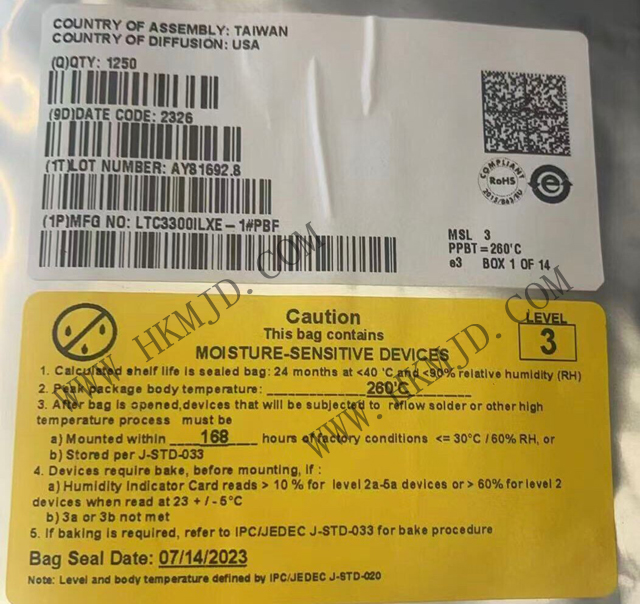 COUNTRY OF ASSEMBLY: TAIWAN
COUNTRY OF DIFFUSION: USA
(Q)QTY: 1250
(9D)DATE CODE: 2326
(1T)LOT NUMBER: AY81692.8
(1P)MFG NO: LTC3300ILXE-1#PBF
COMPLIANT
RoHS
2015/863/EU
e
MSL 3
PPBT=260'C
e3 BOX 1 OF 14
WWW.HKMJD.COM
WWW.HKMJD.COM
Caution
This bag contains
MOISTURE-SENSITIVE DEVICES
LEVEL
3
1. Calculated shelf life is sealed bag: 24 months at <40 'C,and <90% relative humidity (RH)
2. Peak package body temperature: 260'C
3. After bag is opened,devices that will be subjected to reflow solder or other high
temperature process must be
a) Mounted within 168 hours of factory conditions <= 30°C / 60% RH, or
b) Stored per J-STD-033
4. Devices require bake, before mounting, if :
a) Humidity Indicator Card reads > 10 % for level 2a-5a devices or > 60% for level 2
devices when read at 23 + / - 5°C
b) 3a or 3b not met
5. If baking is required, refer to IPC/JEDEC J-STD-033 for bake procedure
Bag Seal Date: 07/14/2023
Note: Level and body temperature defined by IPC/JEDEC J-STD-020